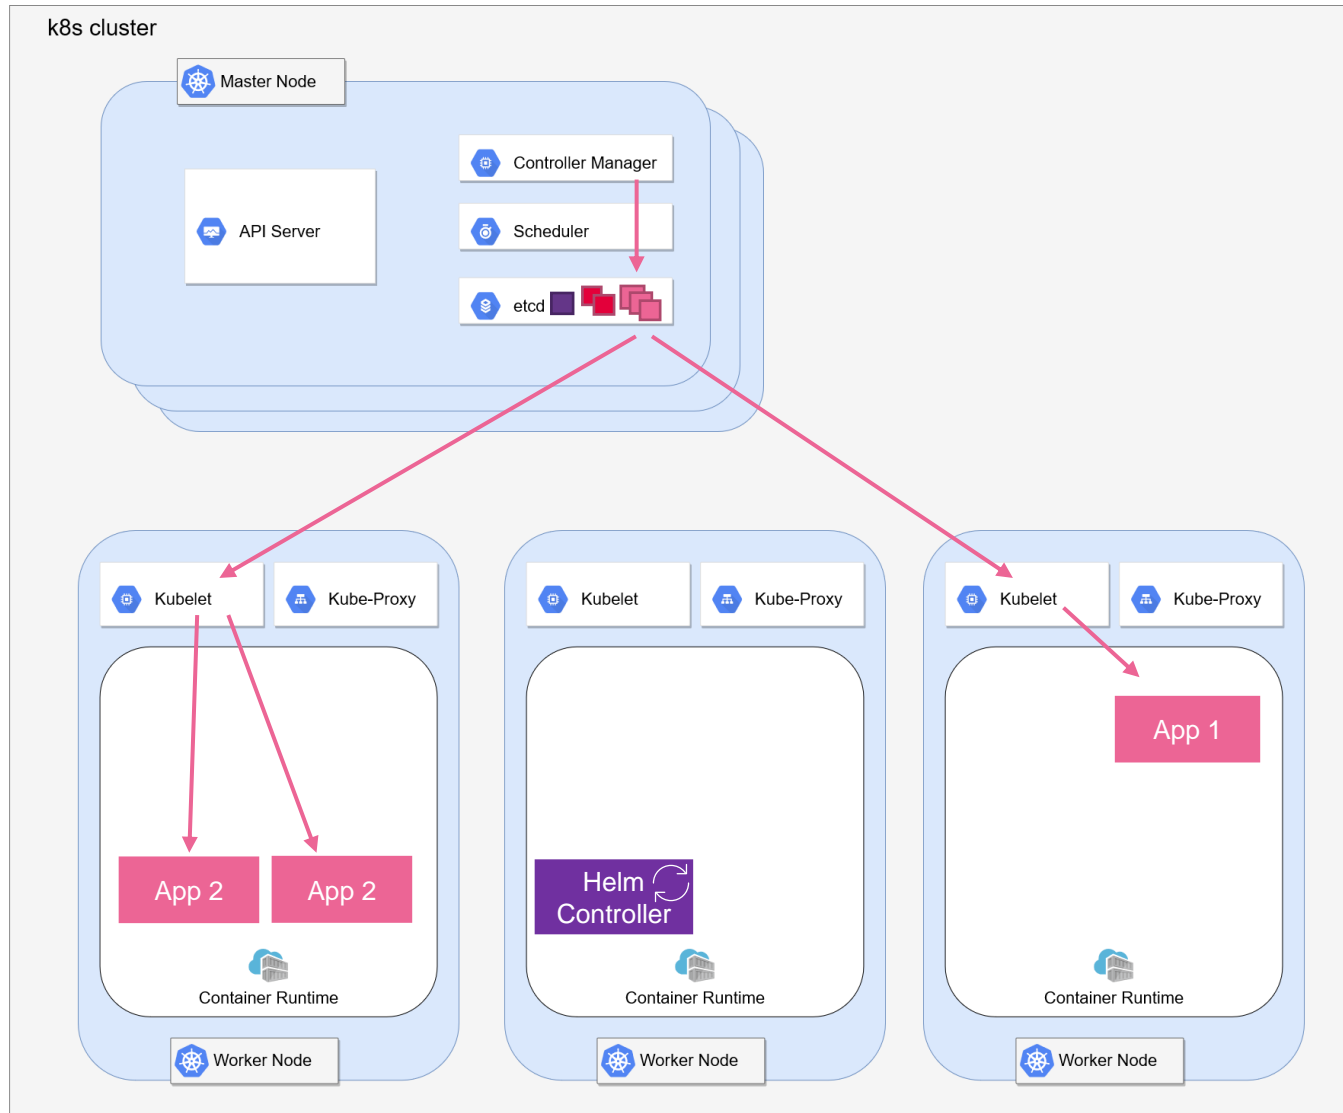 k8s cluster
Master Node
Controller Manager
API Server
Scheduler
etcd
Kubelet
Kube-Proxy
Kubelet
Kube-Proxy
Kubelet
Kube-Proxy
App 1
App 2
App 2
Helm
Controller
Container Runtime
Container Runtime
Container Runtime
Worker Node
Worker Node
Worker Node